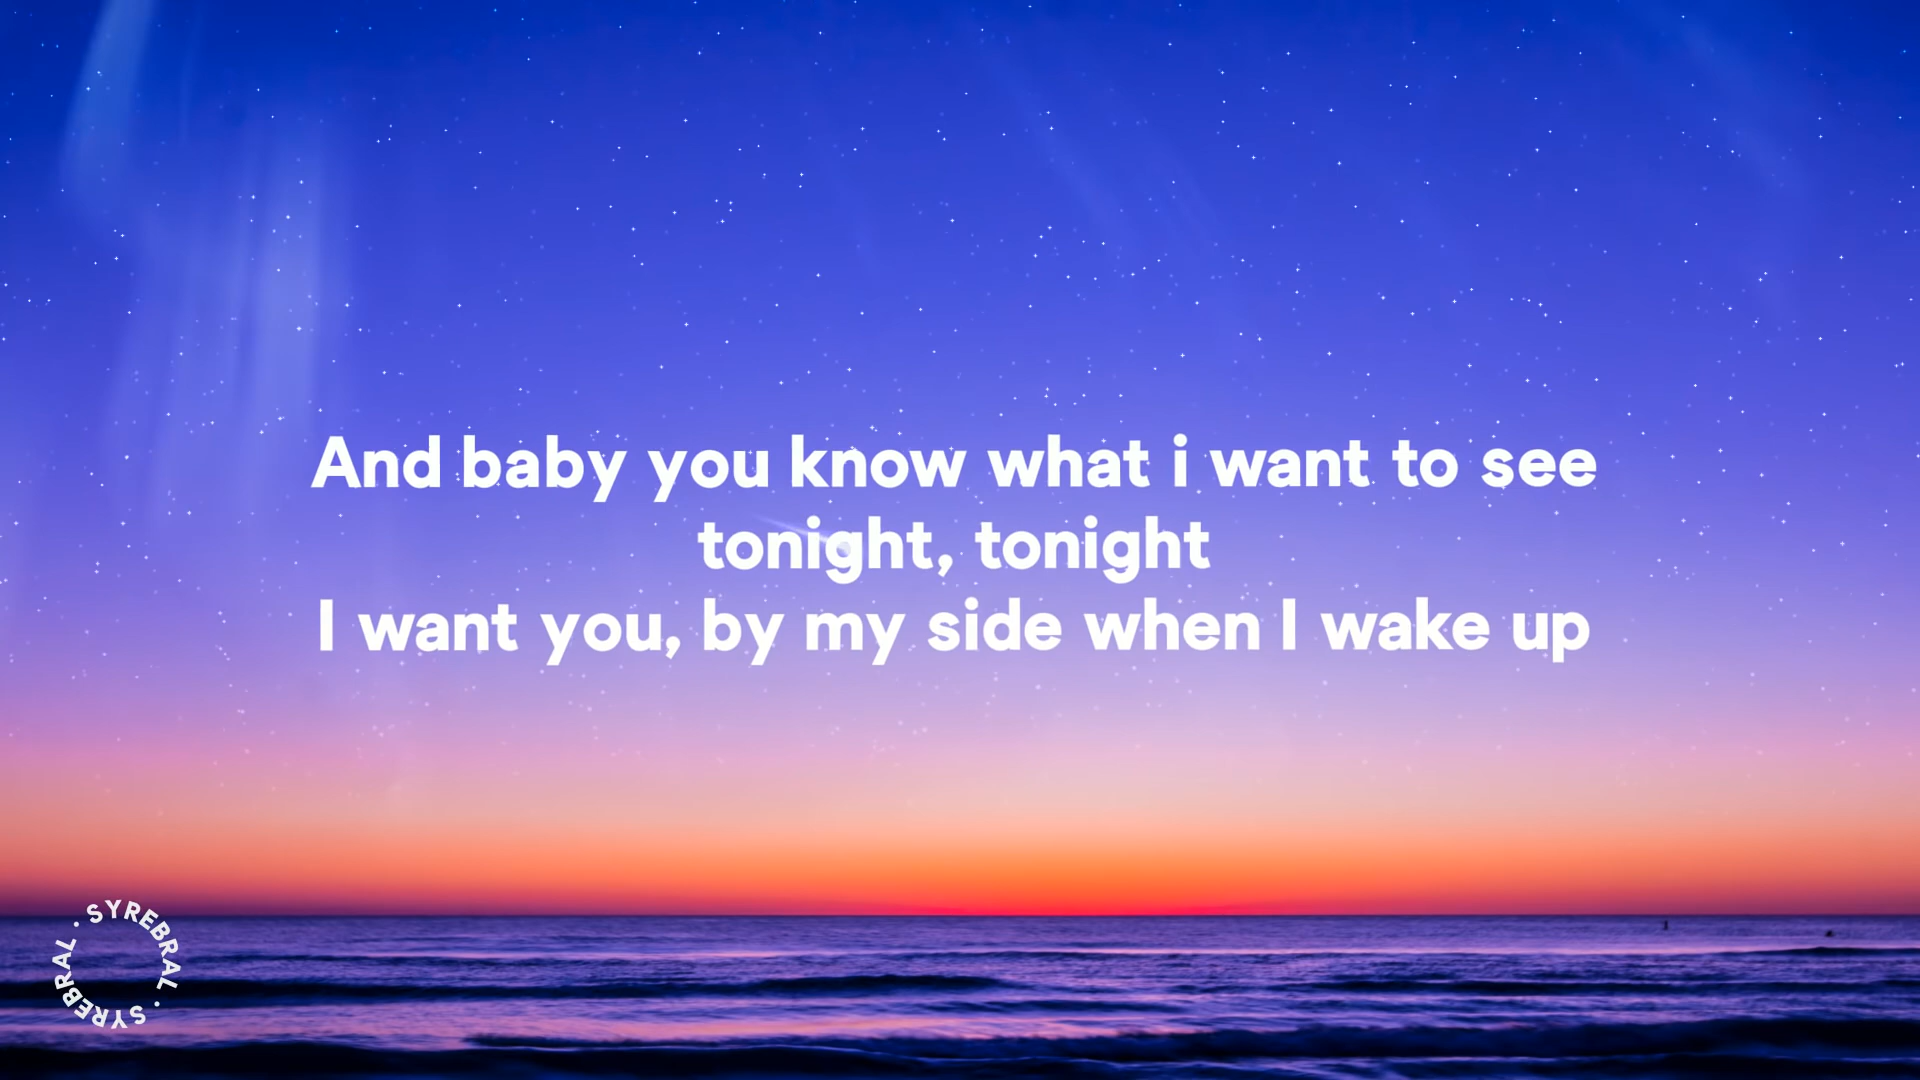 And baby you know what i want to see
tonight, tonight
I want you, by my side when I wake up
SYREBRAL · SYREBRAL ·